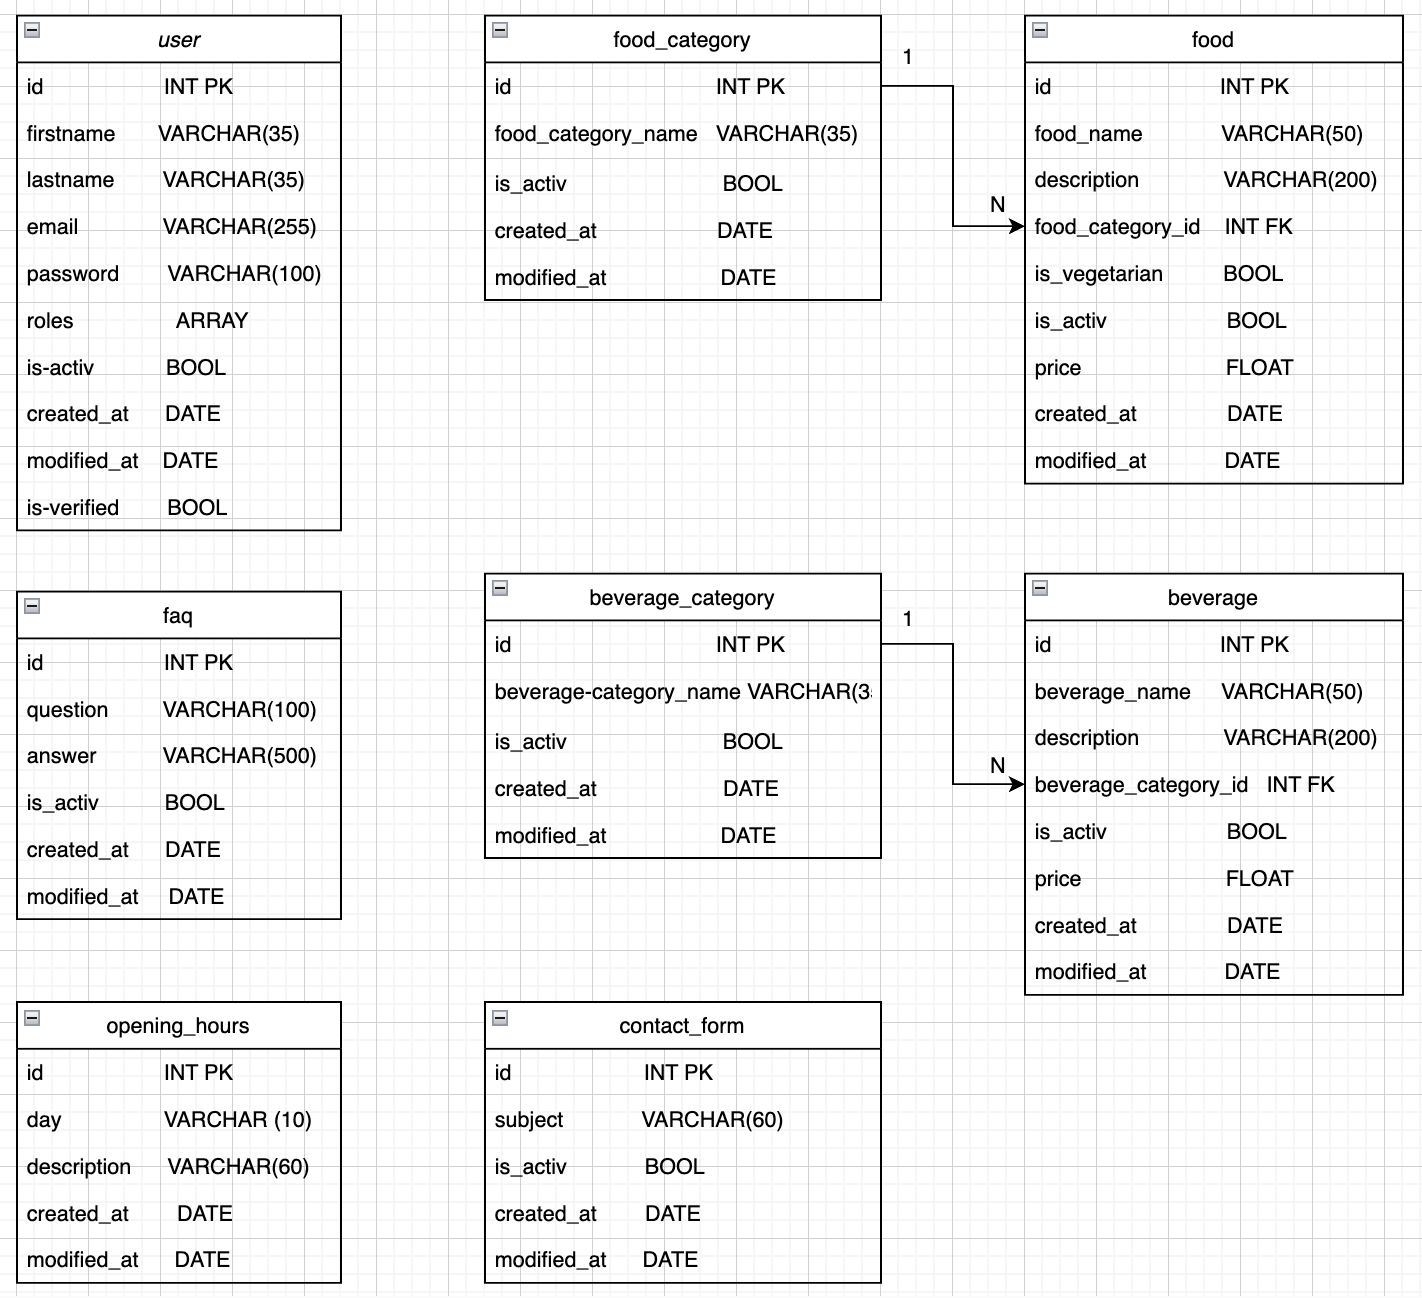 user
id INT PK
firstname VARCHAR(35)
lastname VARCHAR(35)
email VARCHAR(255)
password VARCHAR(100)
roles ARRAY
is-activ BOOL
created_at DATE
modified_at DATE
is-verified BOOL
food_category
id INT PK
food_category_name VARCHAR(35)
is_activ BOOL
created_at DATE
modified_at DATE
1
N
food
id INT PK
food_name VARCHAR(50)
description VARCHAR(200)
food_category_id INT FK
is_vegetarian BOOL
is_activ BOOL
price FLOAT
created_at DATE
modified_at DATE
faq
id INT PK
question VARCHAR(100)
answer VARCHAR(500)
is_activ BOOL
created_at DATE
modified_at DATE
beverage_category
id INT PK
beverage-category_name VARCHAR(3
is_activ BOOL
created_at DATE
modified_at DATE
1
N
beverage
id INT PK
beverage_name VARCHAR(50)
description VARCHAR(200)
beverage_category_id INT FK
is_activ BOOL
price FLOAT
created_at DATE
modified_at DATE
opening_hours
id INT PK
day VARCHAR (10)
description VARCHAR(60)
created_at DATE
modified_at DATE
contact_form
id INT PK
subject VARCHAR(60)
is_activ BOOL
created_at DATE
modified_at DATE